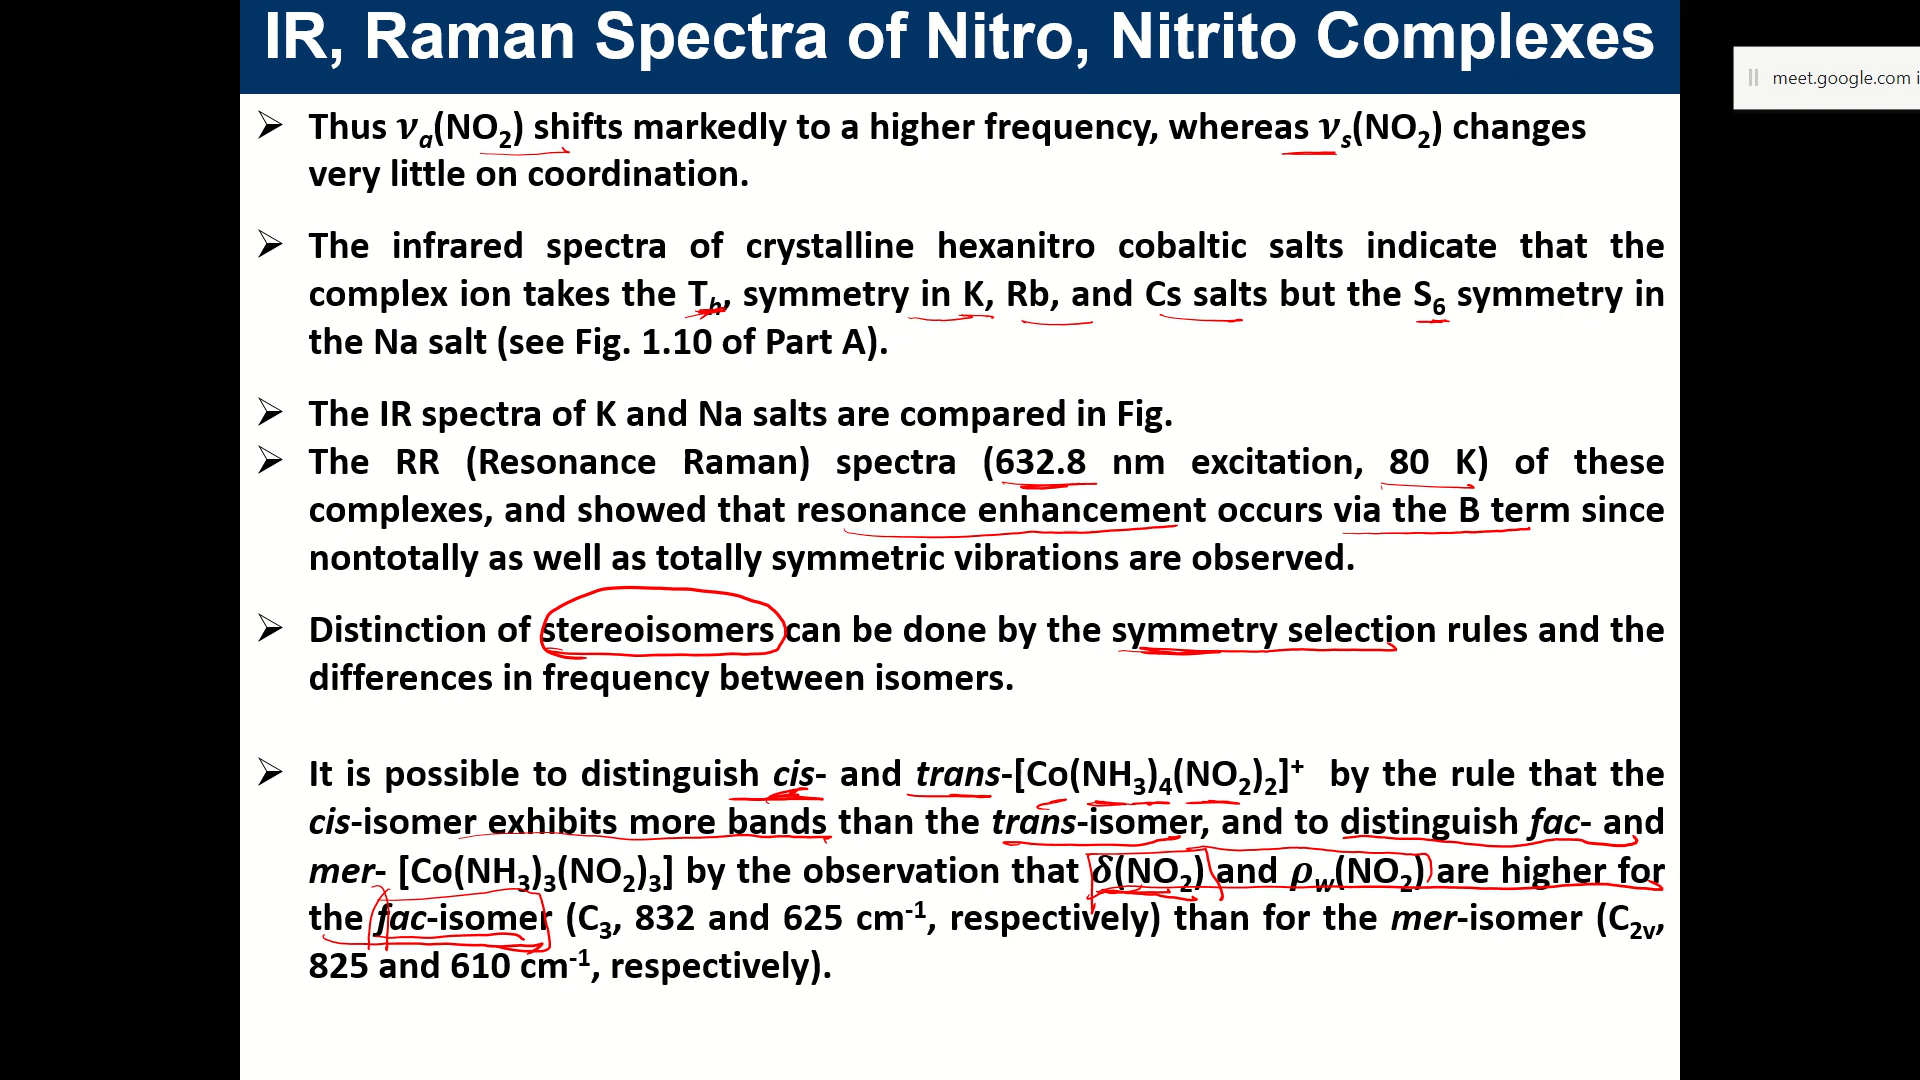 IR, Raman Spectra of Nitro, Nitrito Complexes
meet.google.com i
➢ Thus νₐ(NO₂) shifts markedly to a higher frequency, whereas νₛ(NO₂) changes
very little on coordination.
➢ The infrared spectra of crystalline hexanitro cobaltic salts indicate that the
complex ion takes the Tₕ, symmetry in K, Rb, and Cs salts but the S₆ symmetry in
the Na salt (see Fig. 1.10 of Part A).
➢ The IR spectra of K and Na salts are compared in Fig.
➢ The RR (Resonance Raman) spectra (632.8 nm excitation, 80 K) of these
complexes, and showed that resonance enhancement occurs via the B term since
nontotally as well as totally symmetric vibrations are observed.
➢ Distinction of stereoisomers can be done by the symmetry selection rules and the
differences in frequency between isomers.
➢ It is possible to distinguish cis- and trans-[Co(NH₃)₄(NO₂)₂]⁺ by the rule that the
cis-isomer exhibits more bands than the trans-isomer, and to distinguish fac- and
mer- [Co(NH₃)₃(NO₂)₃] by the observation that δ(NO₂) and ρw(NO₂) are higher for
the fac-isomer (C₃, 832 and 625 cm⁻¹, respectively) than for the mer-isomer (C₂ᵥ,
825 and 610 cm⁻¹, respectively).